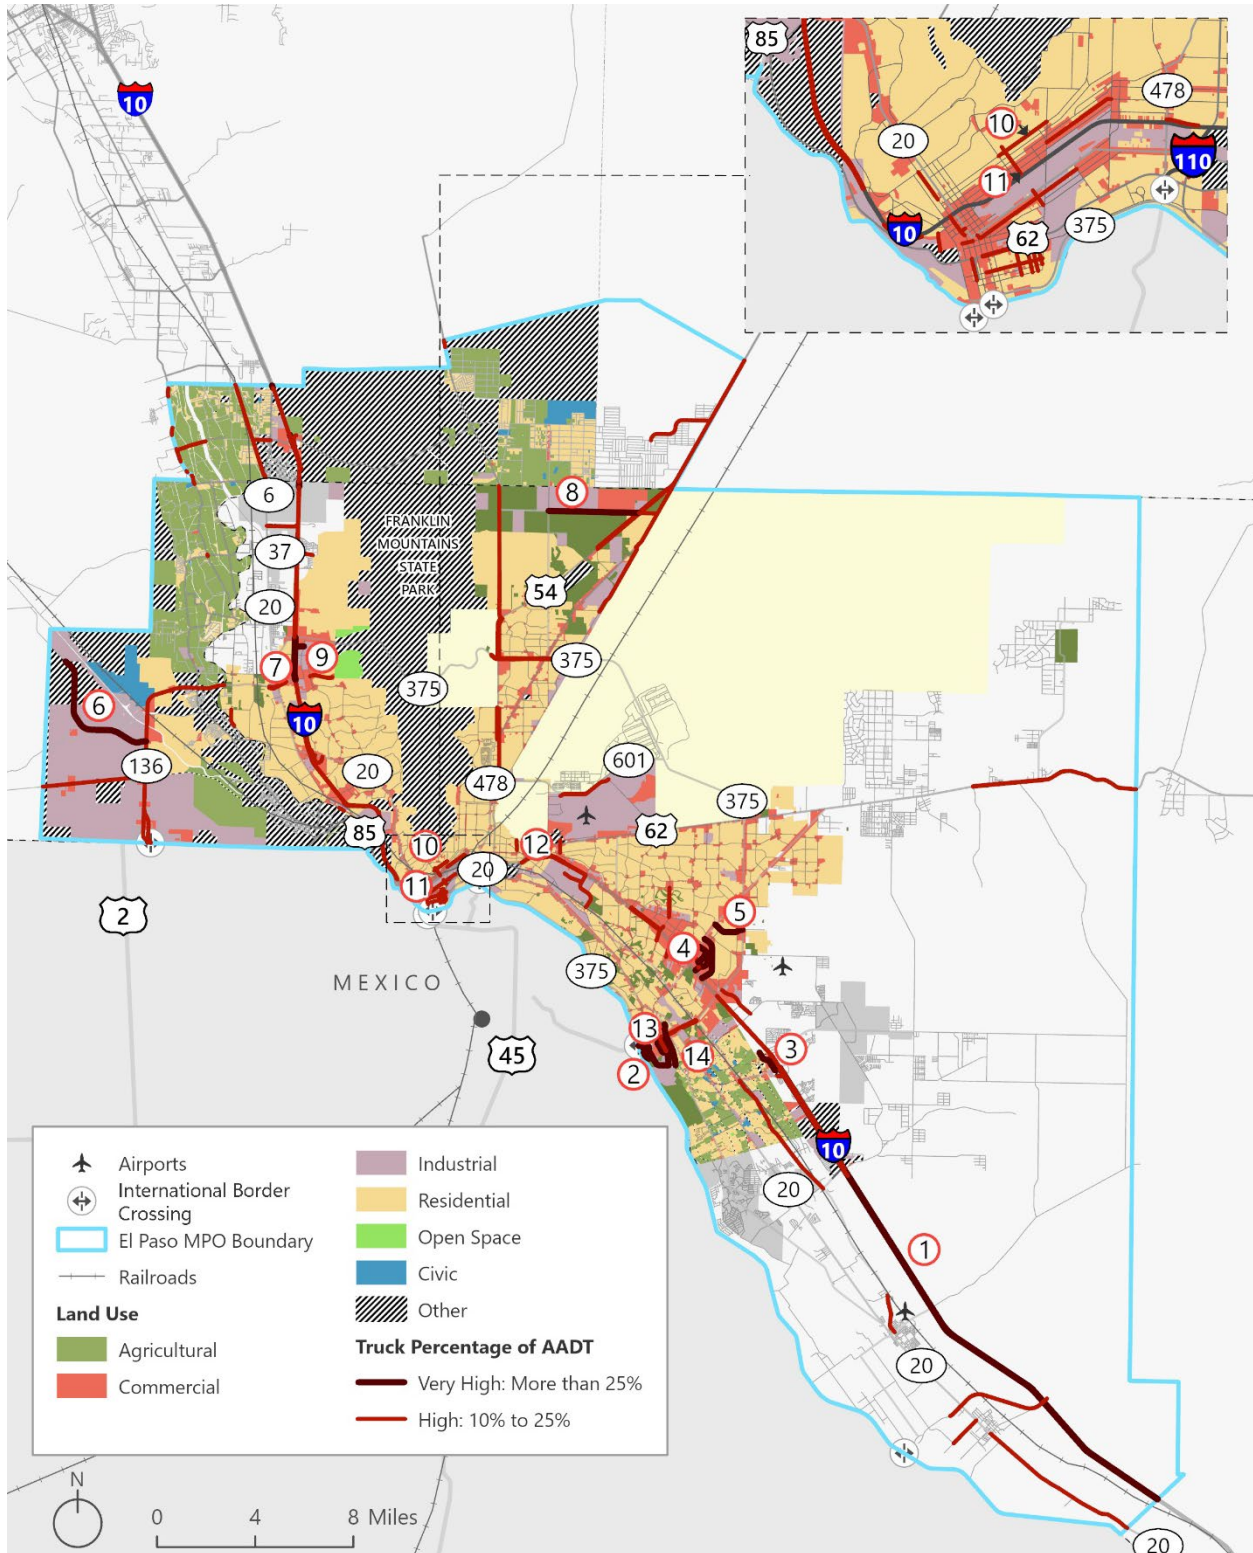 85
478
10
20
10
110
11
375
10
62
10
6
8
FRANKLIN
MOUNTAINS
STATE
PARK
37
54
20
7
9
375
375
6
10
136
20
478
601
375
85
62
10
12
20
11
2
5
4
MEXICO
375
13
45
14
3
2
10
20
1
20
20
Airports
International Border
Crossing
El Paso MPO Boundary
Railroads
Land Use
Agricultural
Commercial
Industrial
Residential
Open Space
Civic
Other
Truck Percentage of AADT
Very High: More than 25%
High: 10% to 25%
N
0 4 8 Miles